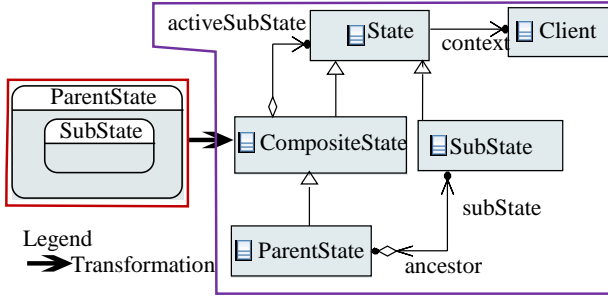 activeSubState
State
context
Client
ParentState
SubState
CompositeState
SubState
subState
ParentState
ancestor
Legend
Transformation